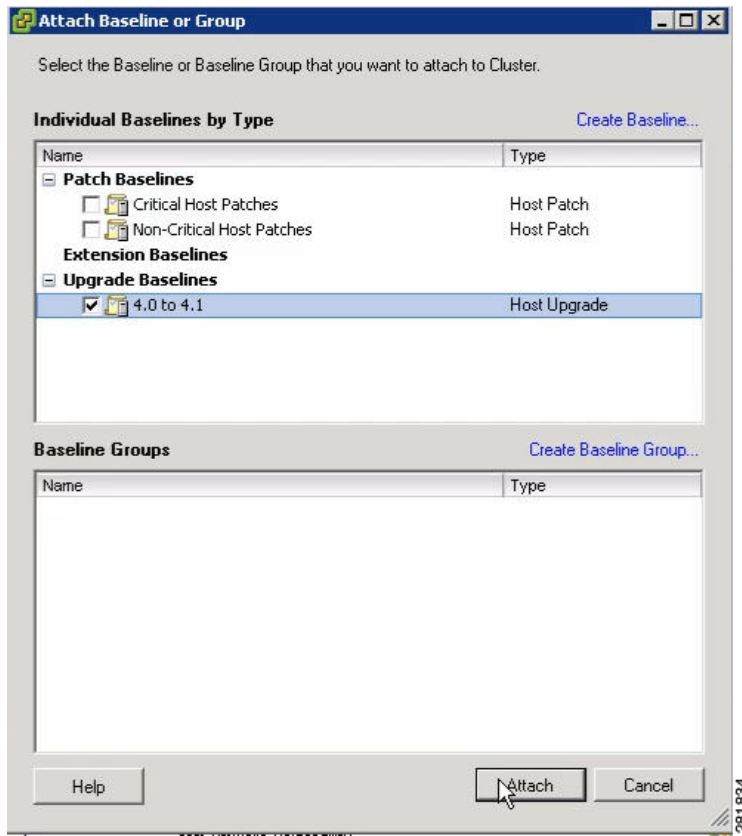 Attach Baseline or Group
Select the Baseline or Baseline Group that you want to attach to Cluster.
Individual Baselines by Type Create Baseline...
Name Type
Patch Baselines
Critical Host Patches Host Patch
Non-Critical Host Patches Host Patch
Extension Baselines
Upgrade Baselines
4.0 to 4.1 Host Upgrade
Baseline Groups Create Baseline Group...
Name Type
Help Attach Cancel